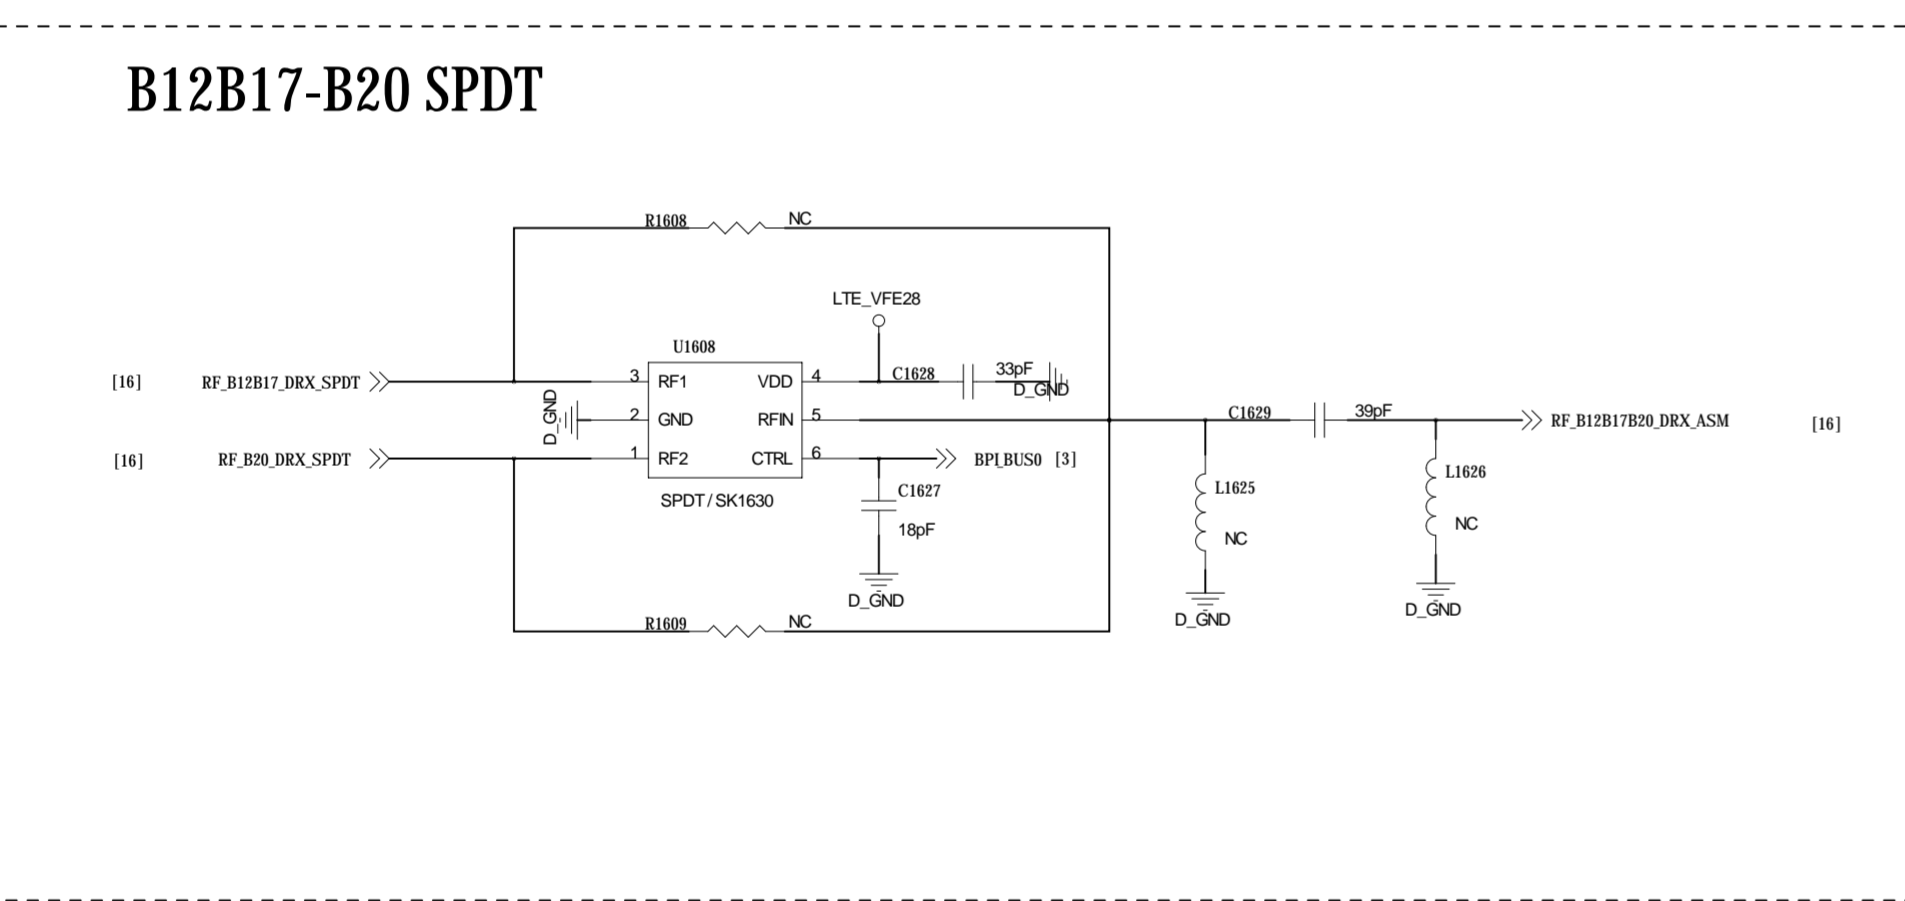 B12B17-B20 SPDT
R1608 NC
LTE_VFE28
U1608
[16] RF_B12B17_DRX_SPDT 3 RF1 VDD 4 C1628 33pF
D_GND
D_GND 2 GND RFIN 5 C1629 39pF RF_B12B17B20_DRX_ASM [16]
[16] RF_B20_DRX_SPDT 1 RF2 CTRL 6 BPI_BUS0 [3]
L1626
L1625
C1627
SPDT/SK1630
NC
18pF
NC
D_GND
D_GND
D_GND
R1609 NC